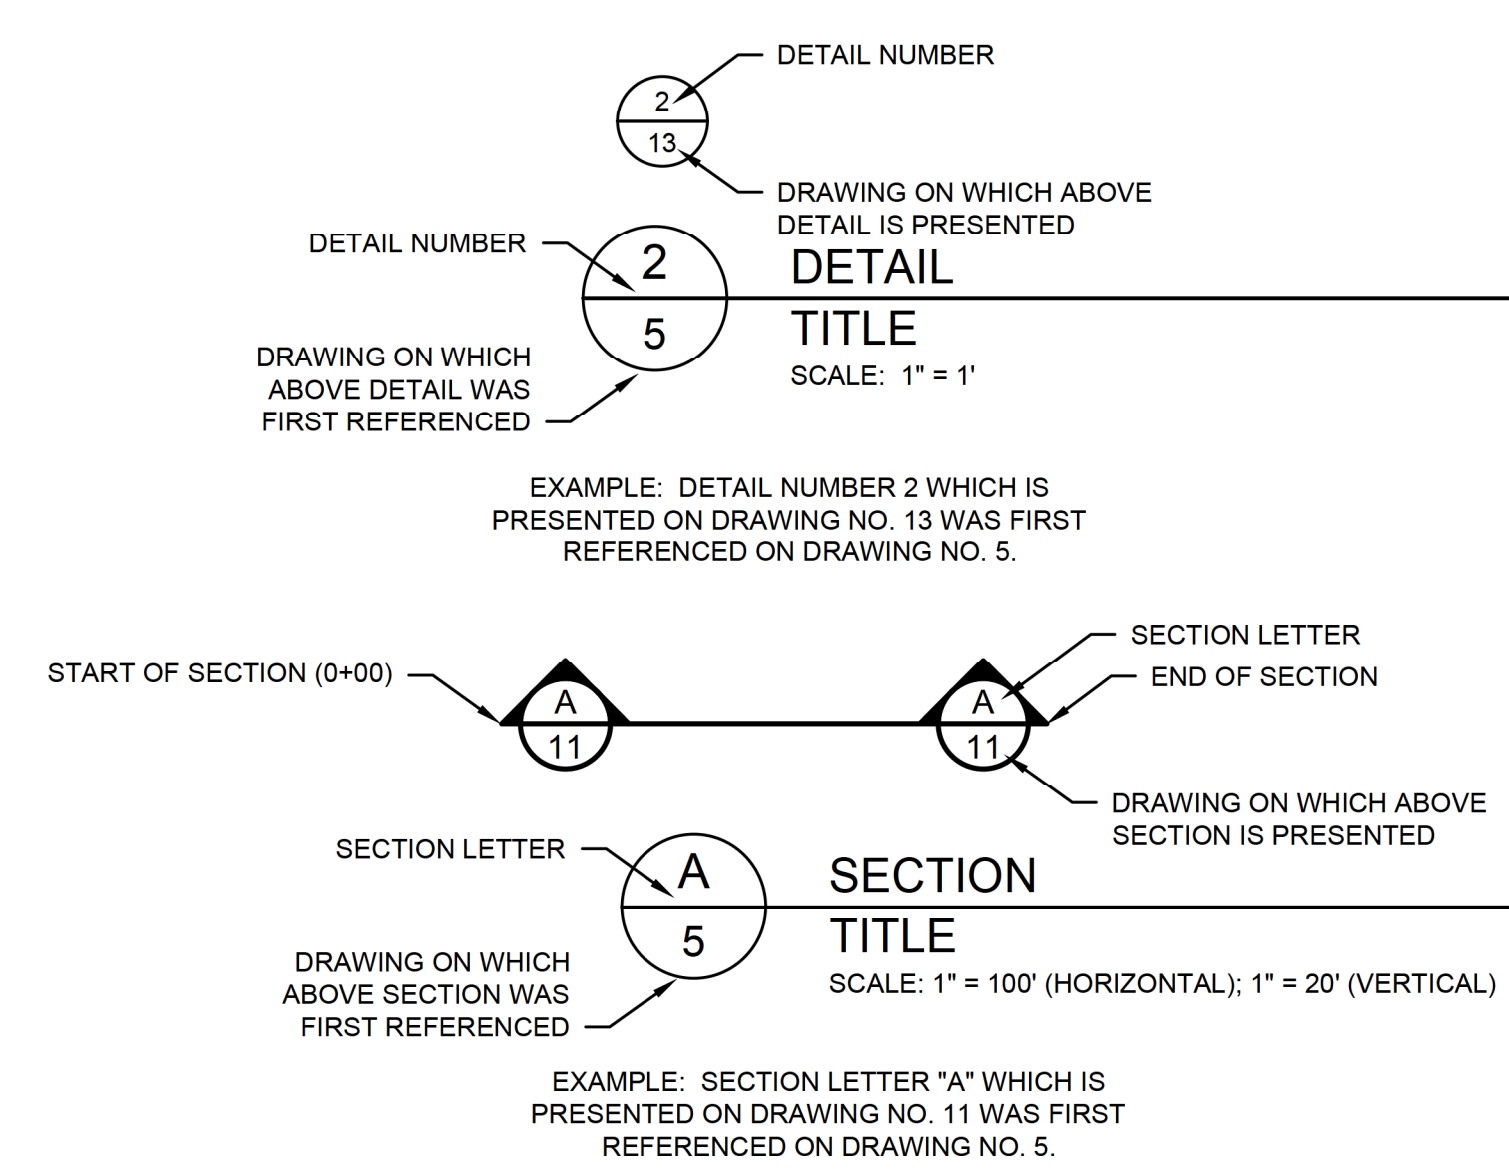 DETAIL NUMBER
2
13
DRAWING ON WHICH ABOVE
DETAIL IS PRESENTED
DETAIL NUMBER
2
DETAIL
5
TITLE
SCALE: 1" = 1'
DRAWING ON WHICH
ABOVE DETAIL WAS
FIRST REFERENCED
EXAMPLE: DETAIL NUMBER 2 WHICH IS
PRESENTED ON DRAWING NO. 13 WAS FIRST
REFERENCED ON DRAWING NO. 5.
SECTION LETTER
START OF SECTION (0+00)
END OF SECTION
A
A
11
11
DRAWING ON WHICH ABOVE
SECTION IS PRESENTED
SECTION LETTER
A
SECTION
5
TITLE
SCALE: 1" = 100' (HORIZONTAL); 1" = 20' (VERTICAL)
DRAWING ON WHICH
ABOVE SECTION WAS
FIRST REFERENCED
EXAMPLE: SECTION LETTER "A" WHICH IS
PRESENTED ON DRAWING NO. 11 WAS FIRST
REFERENCED ON DRAWING NO. 5.